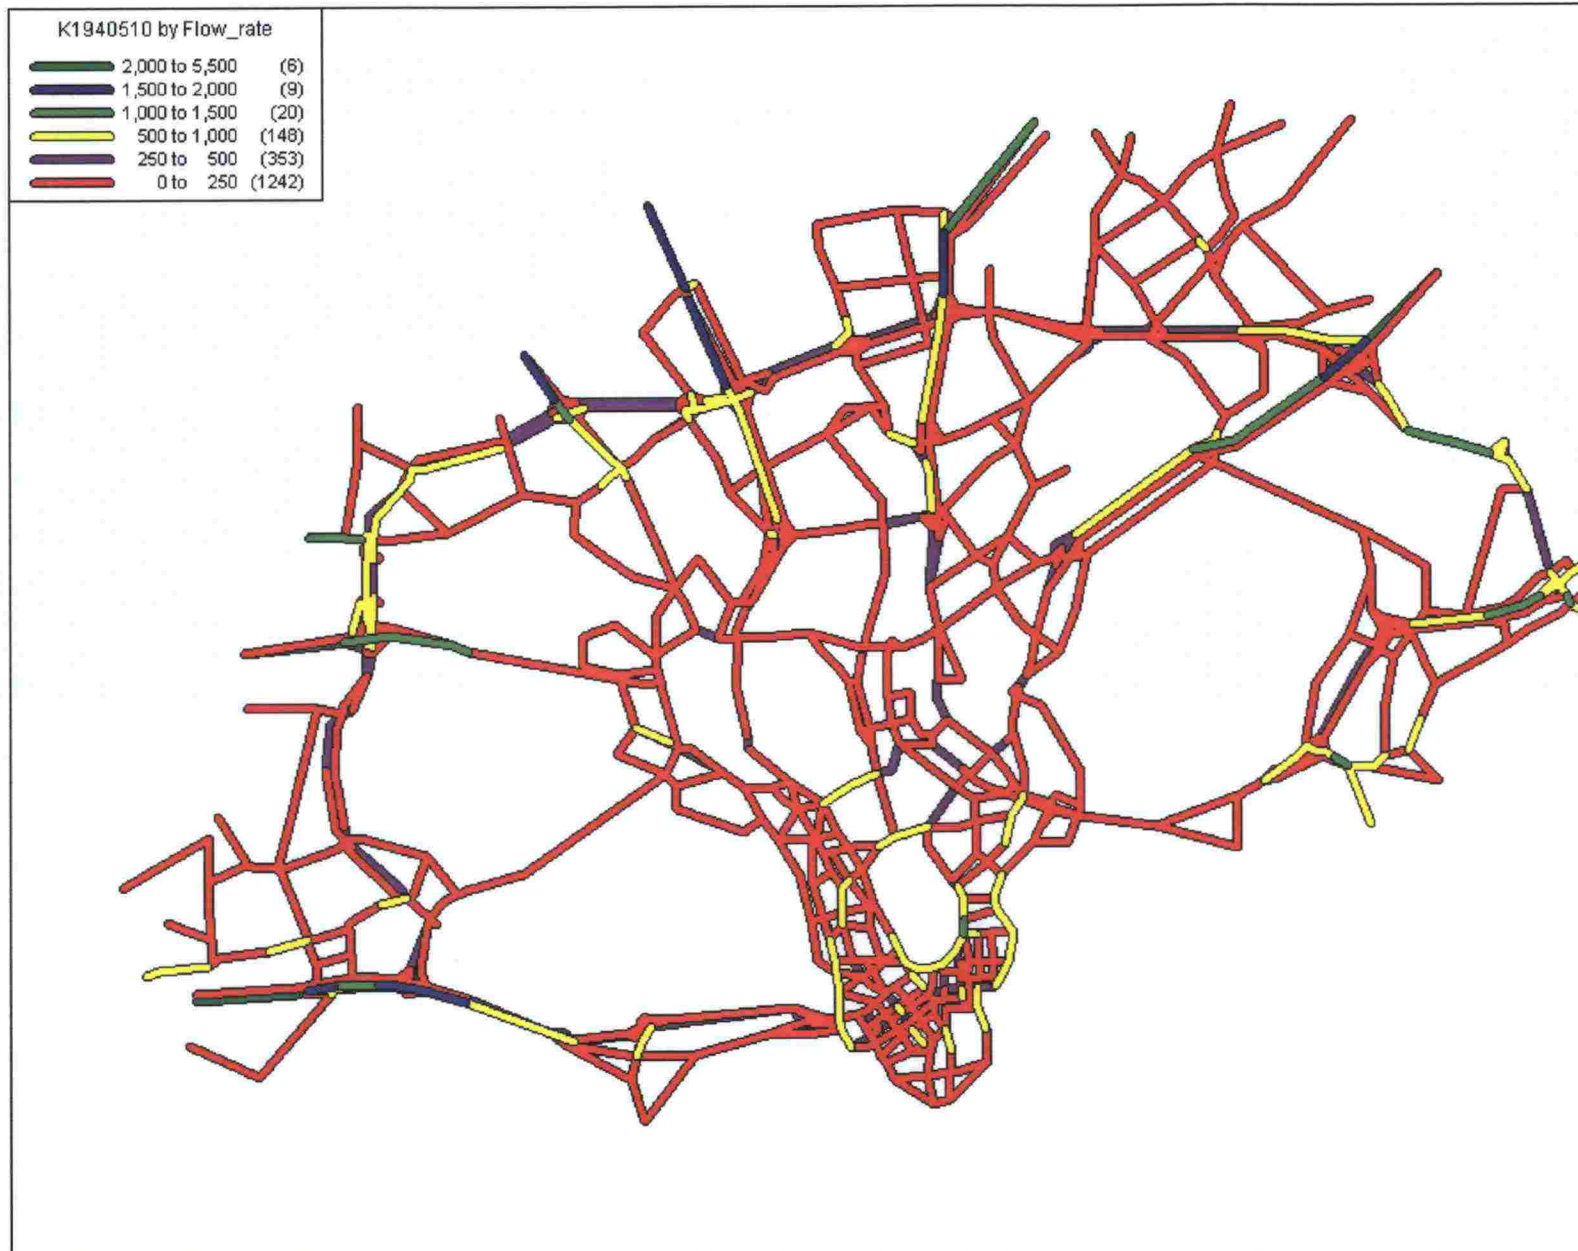 K1940510 by Flow_rate
2,000 to 5,500 (6)
1,500 to 2,000 (9)
1,000 to 1,500 (20)
500 to 1,000 (148)
250 to 500 (353)
0 to 250 (1242)